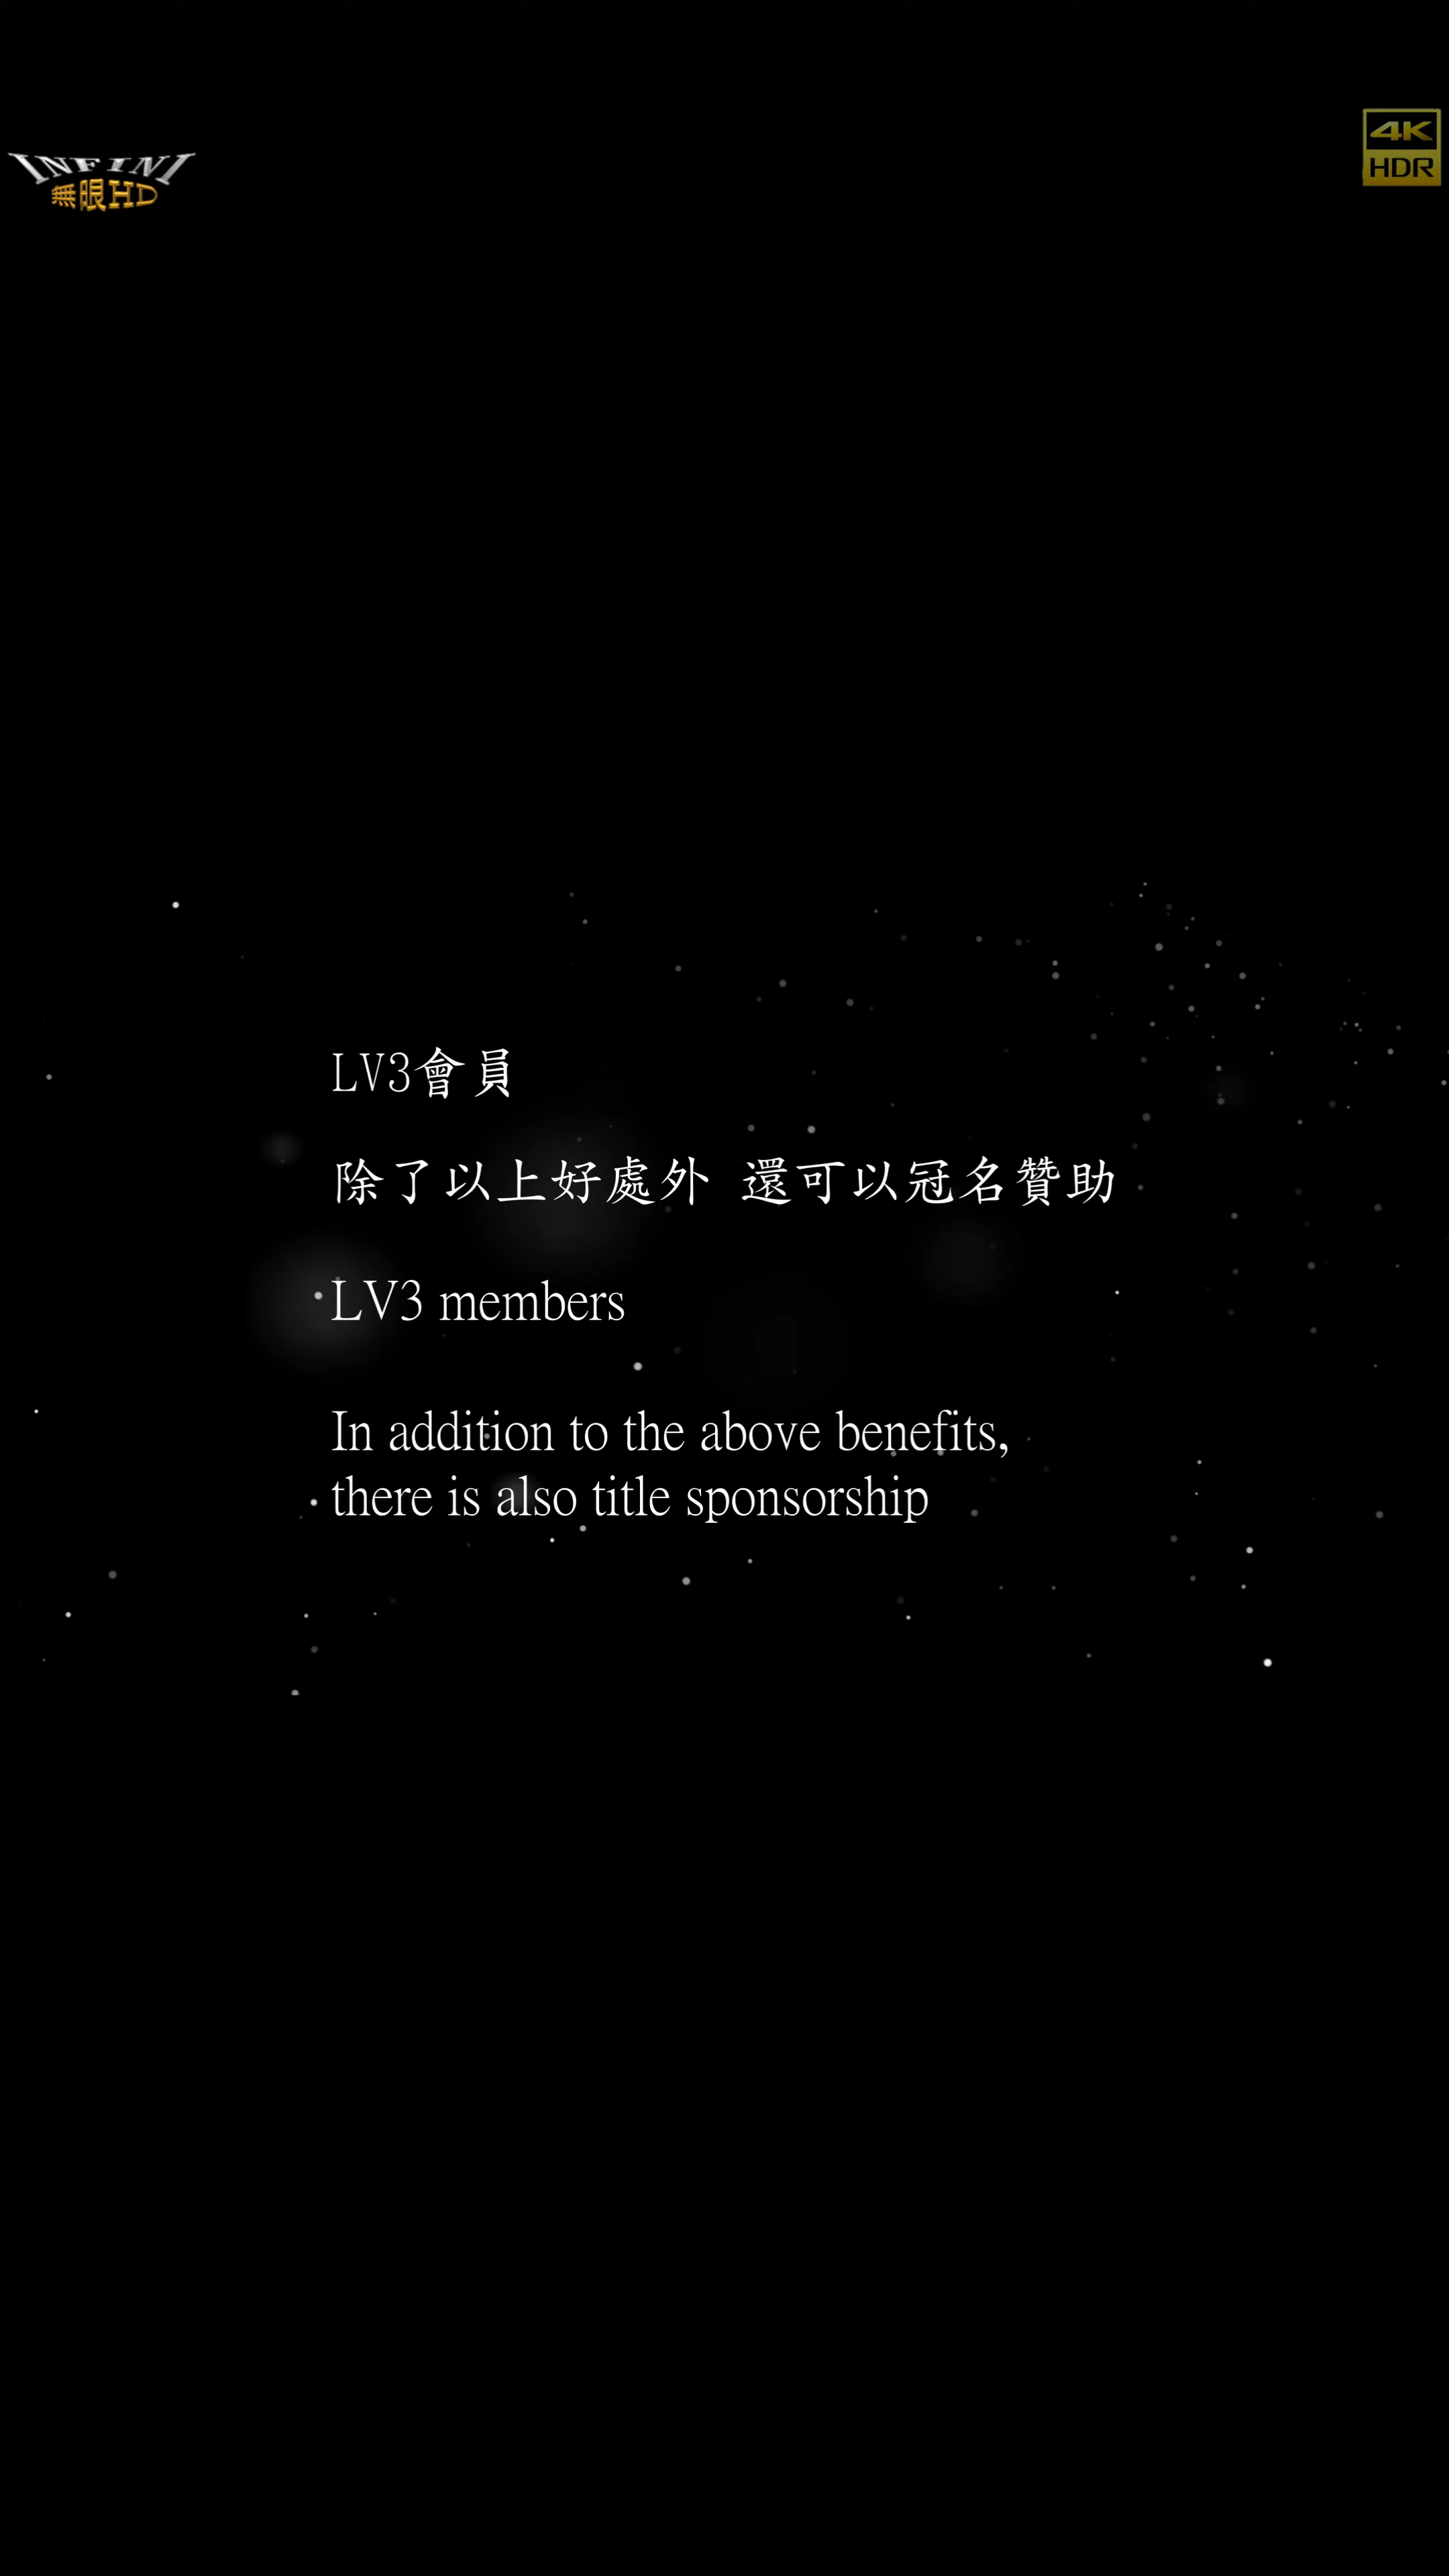 INFINI
無限HD
4K
HDR
LV3會員
除了以上好處外 還可以冠名贊助
LV3 members
In addition to the above benefits,
there is also title sponsorship